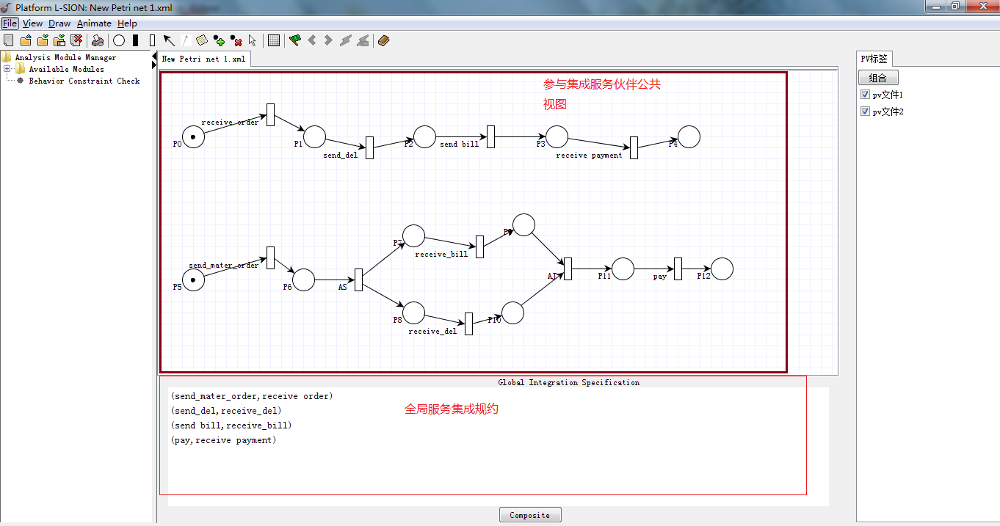 Platform L-SION: New Petri net 1.xml
File View Draw Animate Help
Analysis Module Manager
Available Modules
Behavior Constraint Check
New Petri net 1.xml
参与集成服务伙伴公共
视图
receive order
P0
P1
send_del
P2
send bill
P3
receive payment
P4
send_mater_order
P5
P6
AS
P7
receive_bill
P9
P8
receive_del
P10
AJ
P11
pay
P12
Global Integration Specification
(send_mater_order,receive order)
(send_del,receive_del)
(send bill,receive_bill)
(pay,receive payment)
全局服务集成规约
Composite
PV标签
组合
pv文件1
pv文件2